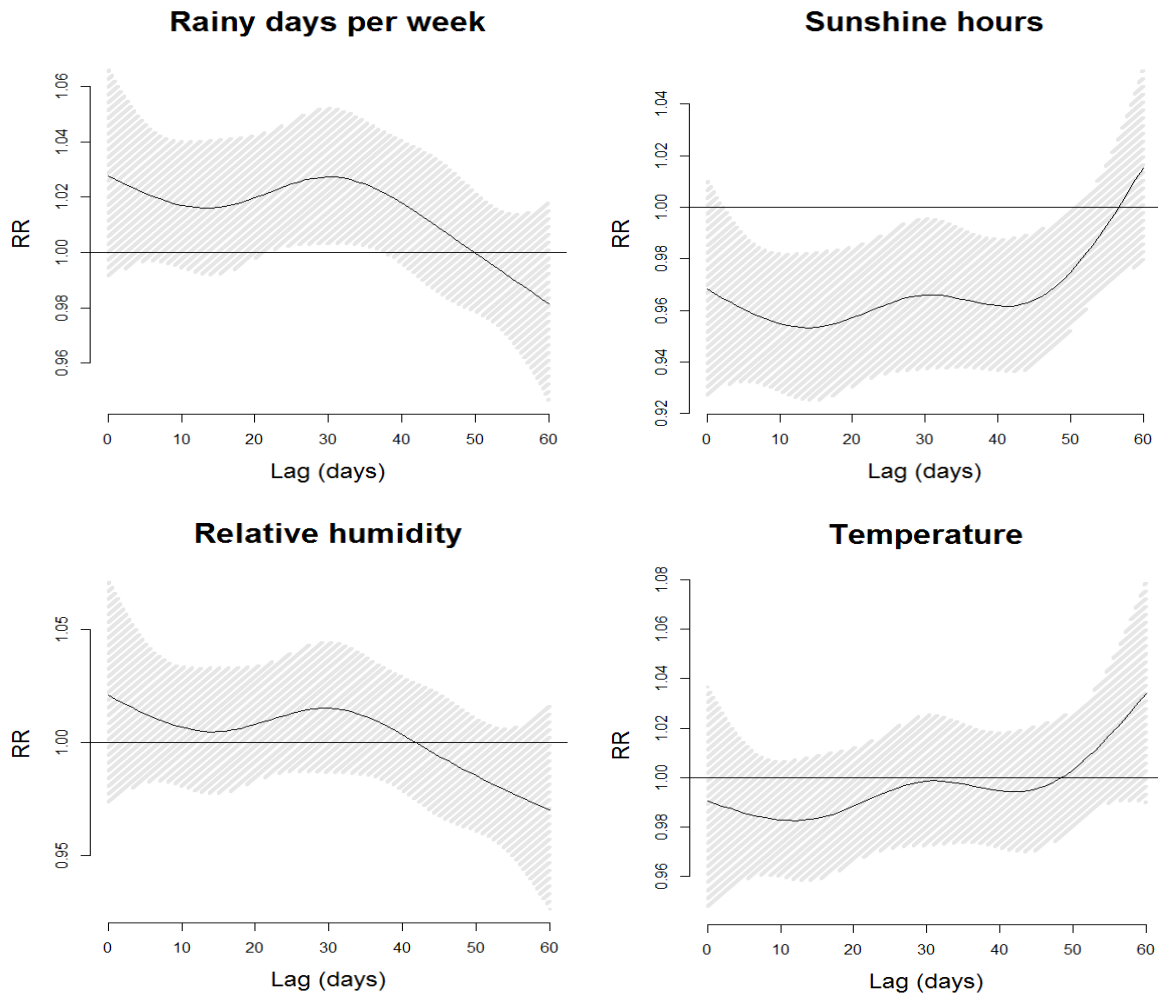 Rainy days per week
1.06
1.04
1.02
1.00
0.98
0.96
RR
0 10 20 30 40 50 60
Lag (days)
Sunshine hours
1.04
1.02
1.00
0.98
0.96
0.94
0.92
RR
0 10 20 30 40 50 60
Lag (days)
Relative humidity
1.05
1.00
0.95
RR
0 10 20 30 40 50 60
Lag (days)
Temperature
1.08
1.06
1.04
1.02
1.00
0.98
0.96
RR
0 10 20 30 40 50 60
Lag (days)